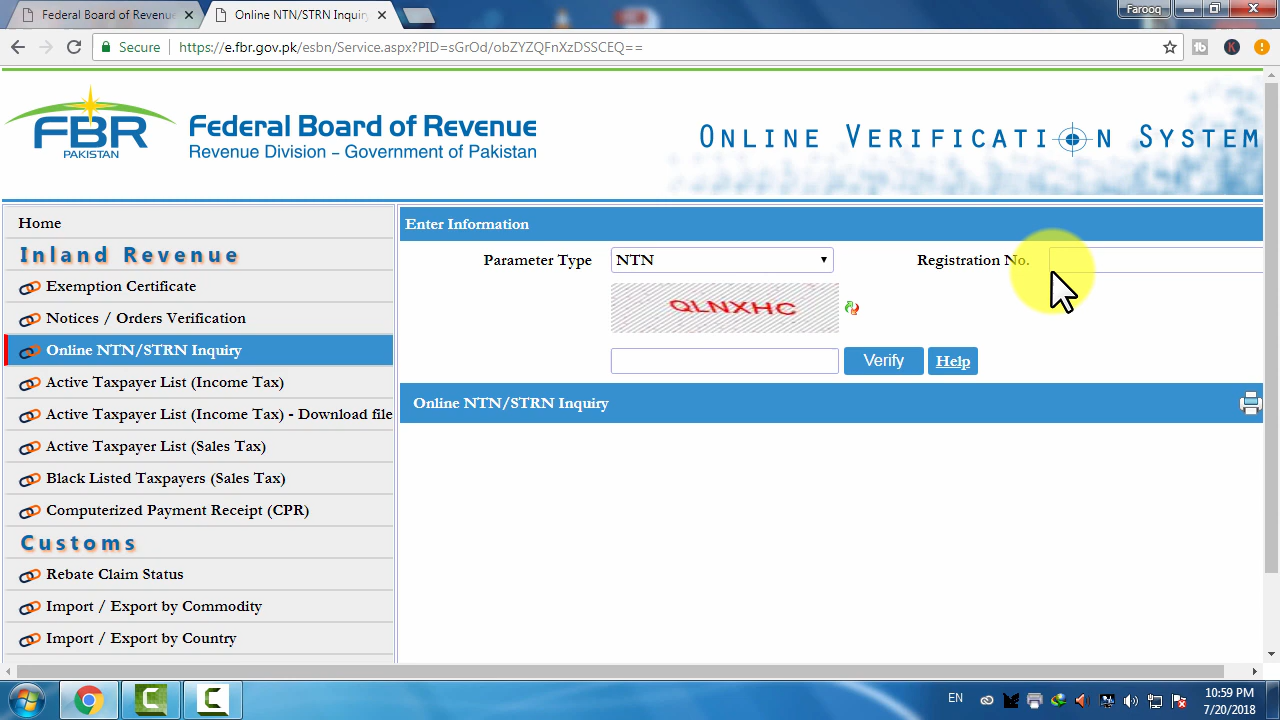 Federal Board of Revenue
Online NTN/STRN Inquiry
Farooq
Secure
https://e.fbr.gov.pk/esbn/Service.aspx?PID=sGrOd/0bZYZQFnXzDSSCEQ==
FBR
PAKISTAN
Federal Board of Revenue
Revenue Division – Government of Pakistan
ONLINE VERIFICATION SYSTEM
Home
Inland Revenue
Exemption Certificate
Notices / Orders Verification
Online NTN/STRN Inquiry
Active Taxpayer List (Income Tax)
Active Taxpayer List (Income Tax) - Download file
Active Taxpayer List (Sales Tax)
Black Listed Taxpayers (Sales Tax)
Computerized Payment Receipt (CPR)
Customs
Rebate Claim Status
Import / Export by Commodity
Import / Export by Country
Enter Information
Parameter Type
NTN
Registration No.
QLNXHC
Verify
Help
Online NTN/STRN Inquiry
EN
10:59 PM
7/20/2018